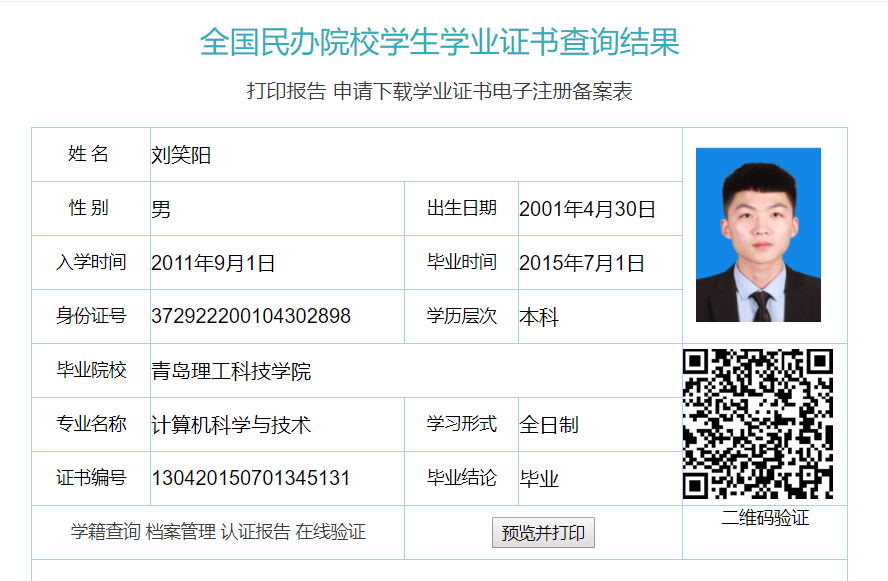 全国民办院校学生学业证书查询结果
打印报告 申请下载学业证书电子注册备案表
姓 名 刘笑阳
性 别 男 出生日期 2001年4月30日
入学时间 2011年9月1日 毕业时间 2015年7月1日
身份证号 372922200104302898 学历层次 本科
毕业院校 青岛理工科技学院
专业名称 计算机科学与技术 学习形式 全日制
证书编号 130420150701345131 毕业结论 毕业
学籍查询 档案管理 认证报告 在线验证 预览并打印 二维码验证